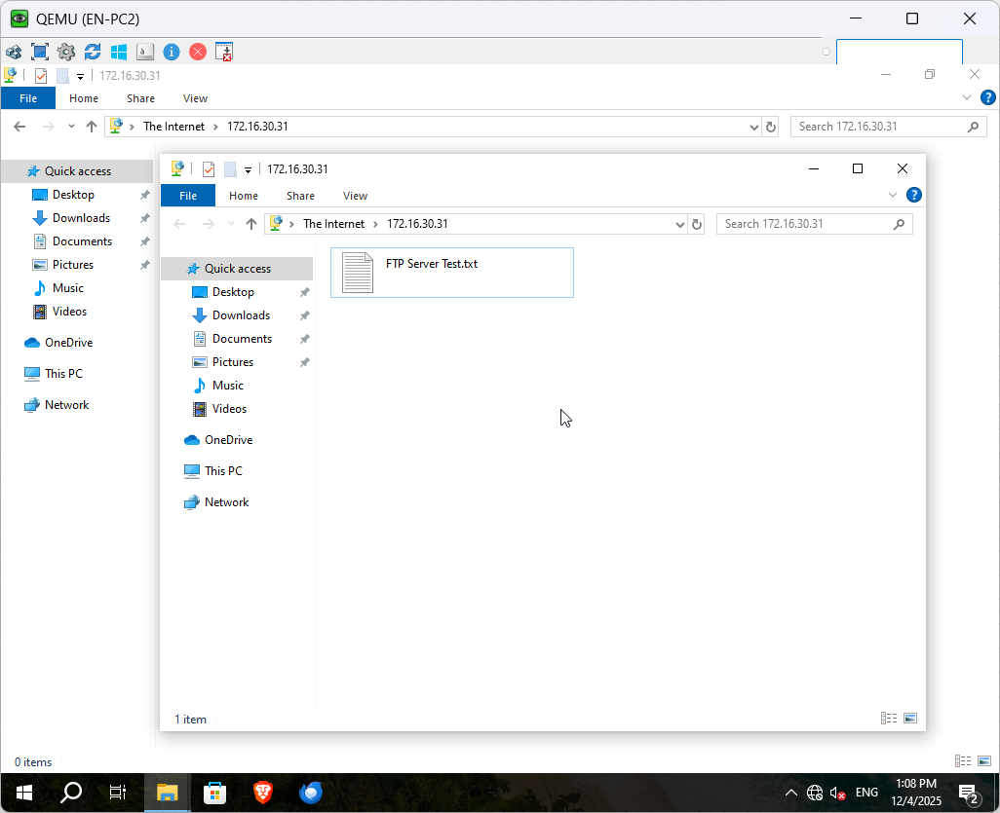 QEMU (EN-PC2)
172.16.30.31
File Home Share View
The Internet 172.16.30.31 Search 172.16.30.31
Quick access
Desktop
Downloads
Documents
Pictures
Music
Videos
OneDrive
This PC
Network
0 items
172.16.30.31
File Home Share View
The Internet 172.16.30.31 Search 172.16.30.31
Quick access
Desktop
Downloads
Documents
Pictures
Music
Videos
OneDrive
This PC
Network
FTP Server Test.txt
1 item
ENG 1:08 PM
12/4/2025
2